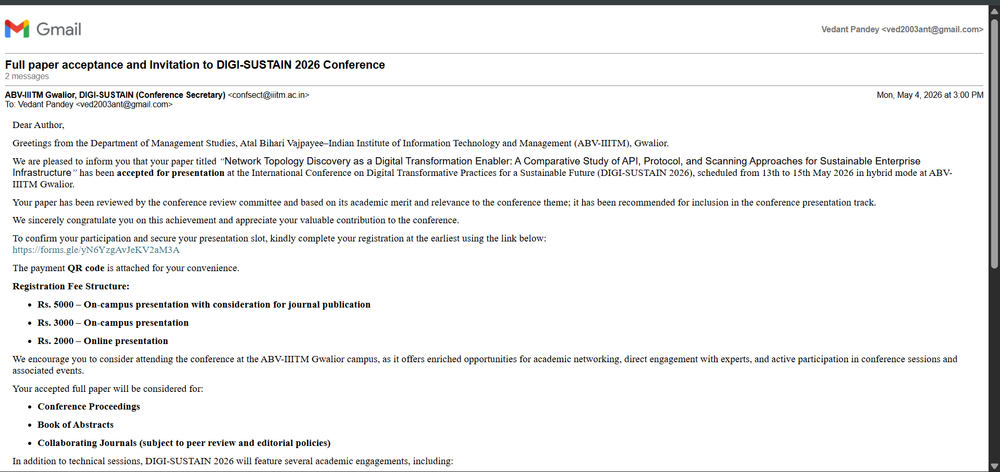 Gmail
Vedant Pandey <ved2003ant@gmail.com>
Full paper acceptance and Invitation to DIGI-SUSTAIN 2026 Conference
2 messages
ABV-IIITM Gwalior, DIGI-SUSTAIN (Conference Secretary) <confsect@iiitm.ac.in>
Mon, May 4, 2026 at 3:00 PM
To: Vedant Pandey <ved2003ant@gmail.com>
Dear Author,
Greetings from the Department of Management Studies, Atal Bihari Vajpayee–Indian Institute of Information Technology and Management (ABV-IIITM), Gwalior.
We are pleased to inform you that your paper titled “Network Topology Discovery as a Digital Transformation Enabler: A Comparative Study of API, Protocol, and Scanning Approaches for Sustainable Enterprise
Infrastructure” has been accepted for presentation at the International Conference on Digital Transformative Practices for a Sustainable Future (DIGI-SUSTAIN 2026), scheduled from 13th to 15th May 2026 in hybrid mode at ABV-
IIITM Gwalior.
Your paper has been reviewed by the conference review committee and based on its academic merit and relevance to the conference theme; it has been recommended for inclusion in the conference presentation track.
We sincerely congratulate you on this achievement and appreciate your valuable contribution to the conference.
To confirm your participation and secure your presentation slot, kindly complete your registration at the earliest using the link below:
https://forms.gle/yN6YzgAvJeKV2aM3A
The payment QR code is attached for your convenience.
Registration Fee Structure:
• Rs. 5000 – On-campus presentation with consideration for journal publication
• Rs. 3000 – On-campus presentation
• Rs. 2000 – Online presentation
We encourage you to consider attending the conference at the ABV-IIITM Gwalior campus, as it offers enriched opportunities for academic networking, direct engagement with experts, and active participation in conference sessions and
associated events.
Your accepted full paper will be considered for:
• Conference Proceedings
• Book of Abstracts
• Collaborating Journals (subject to peer review and editorial policies)
In addition to technical sessions, DIGI-SUSTAIN 2026 will feature several academic engagements, including: